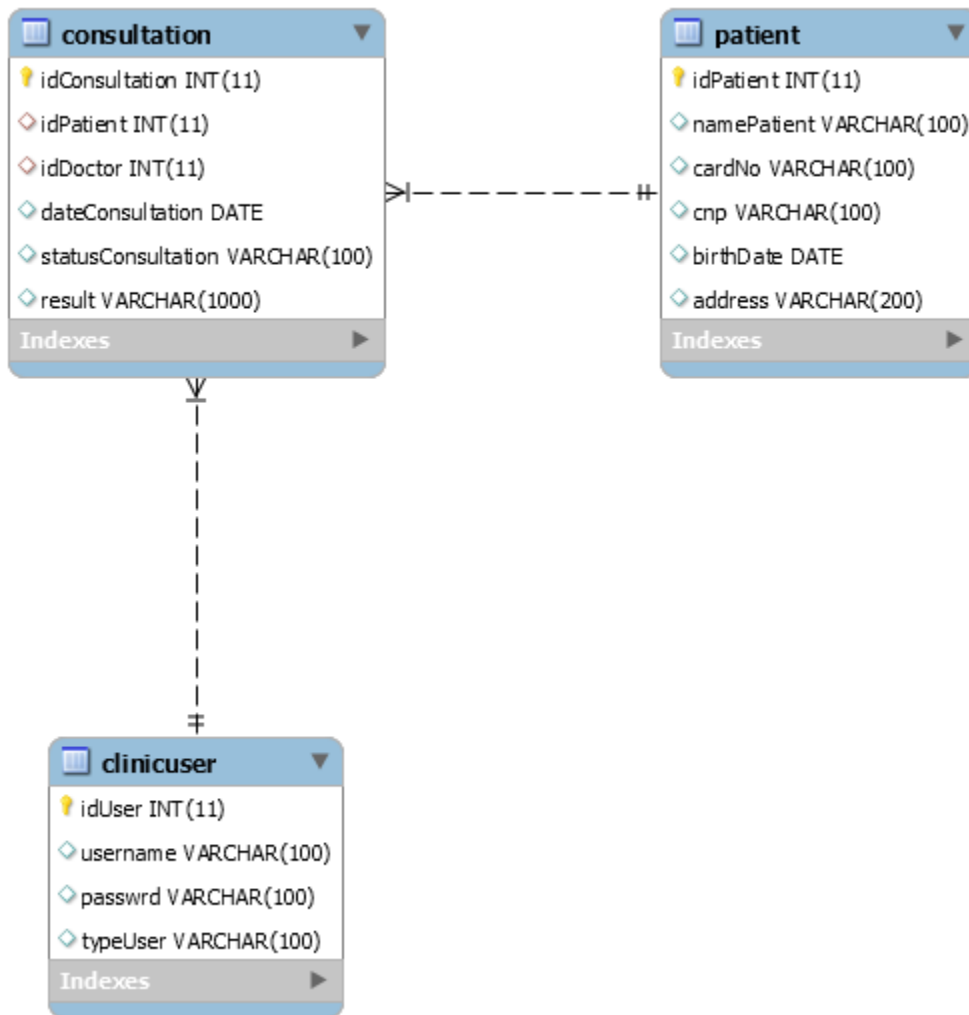 consultation
idConsultation INT(11)
idPatient INT(11)
idDoctor INT(11)
dateConsultation DATE
statusConsultation VARCHAR(100)
result VARCHAR(1000)
Indexes
patient
idPatient INT(11)
namePatient VARCHAR(100)
cardNo VARCHAR(100)
cnp VARCHAR(100)
birthDate DATE
address VARCHAR(200)
Indexes
clinicuser
idUser INT(11)
username VARCHAR(100)
passwrd VARCHAR(100)
typeUser VARCHAR(100)
Indexes